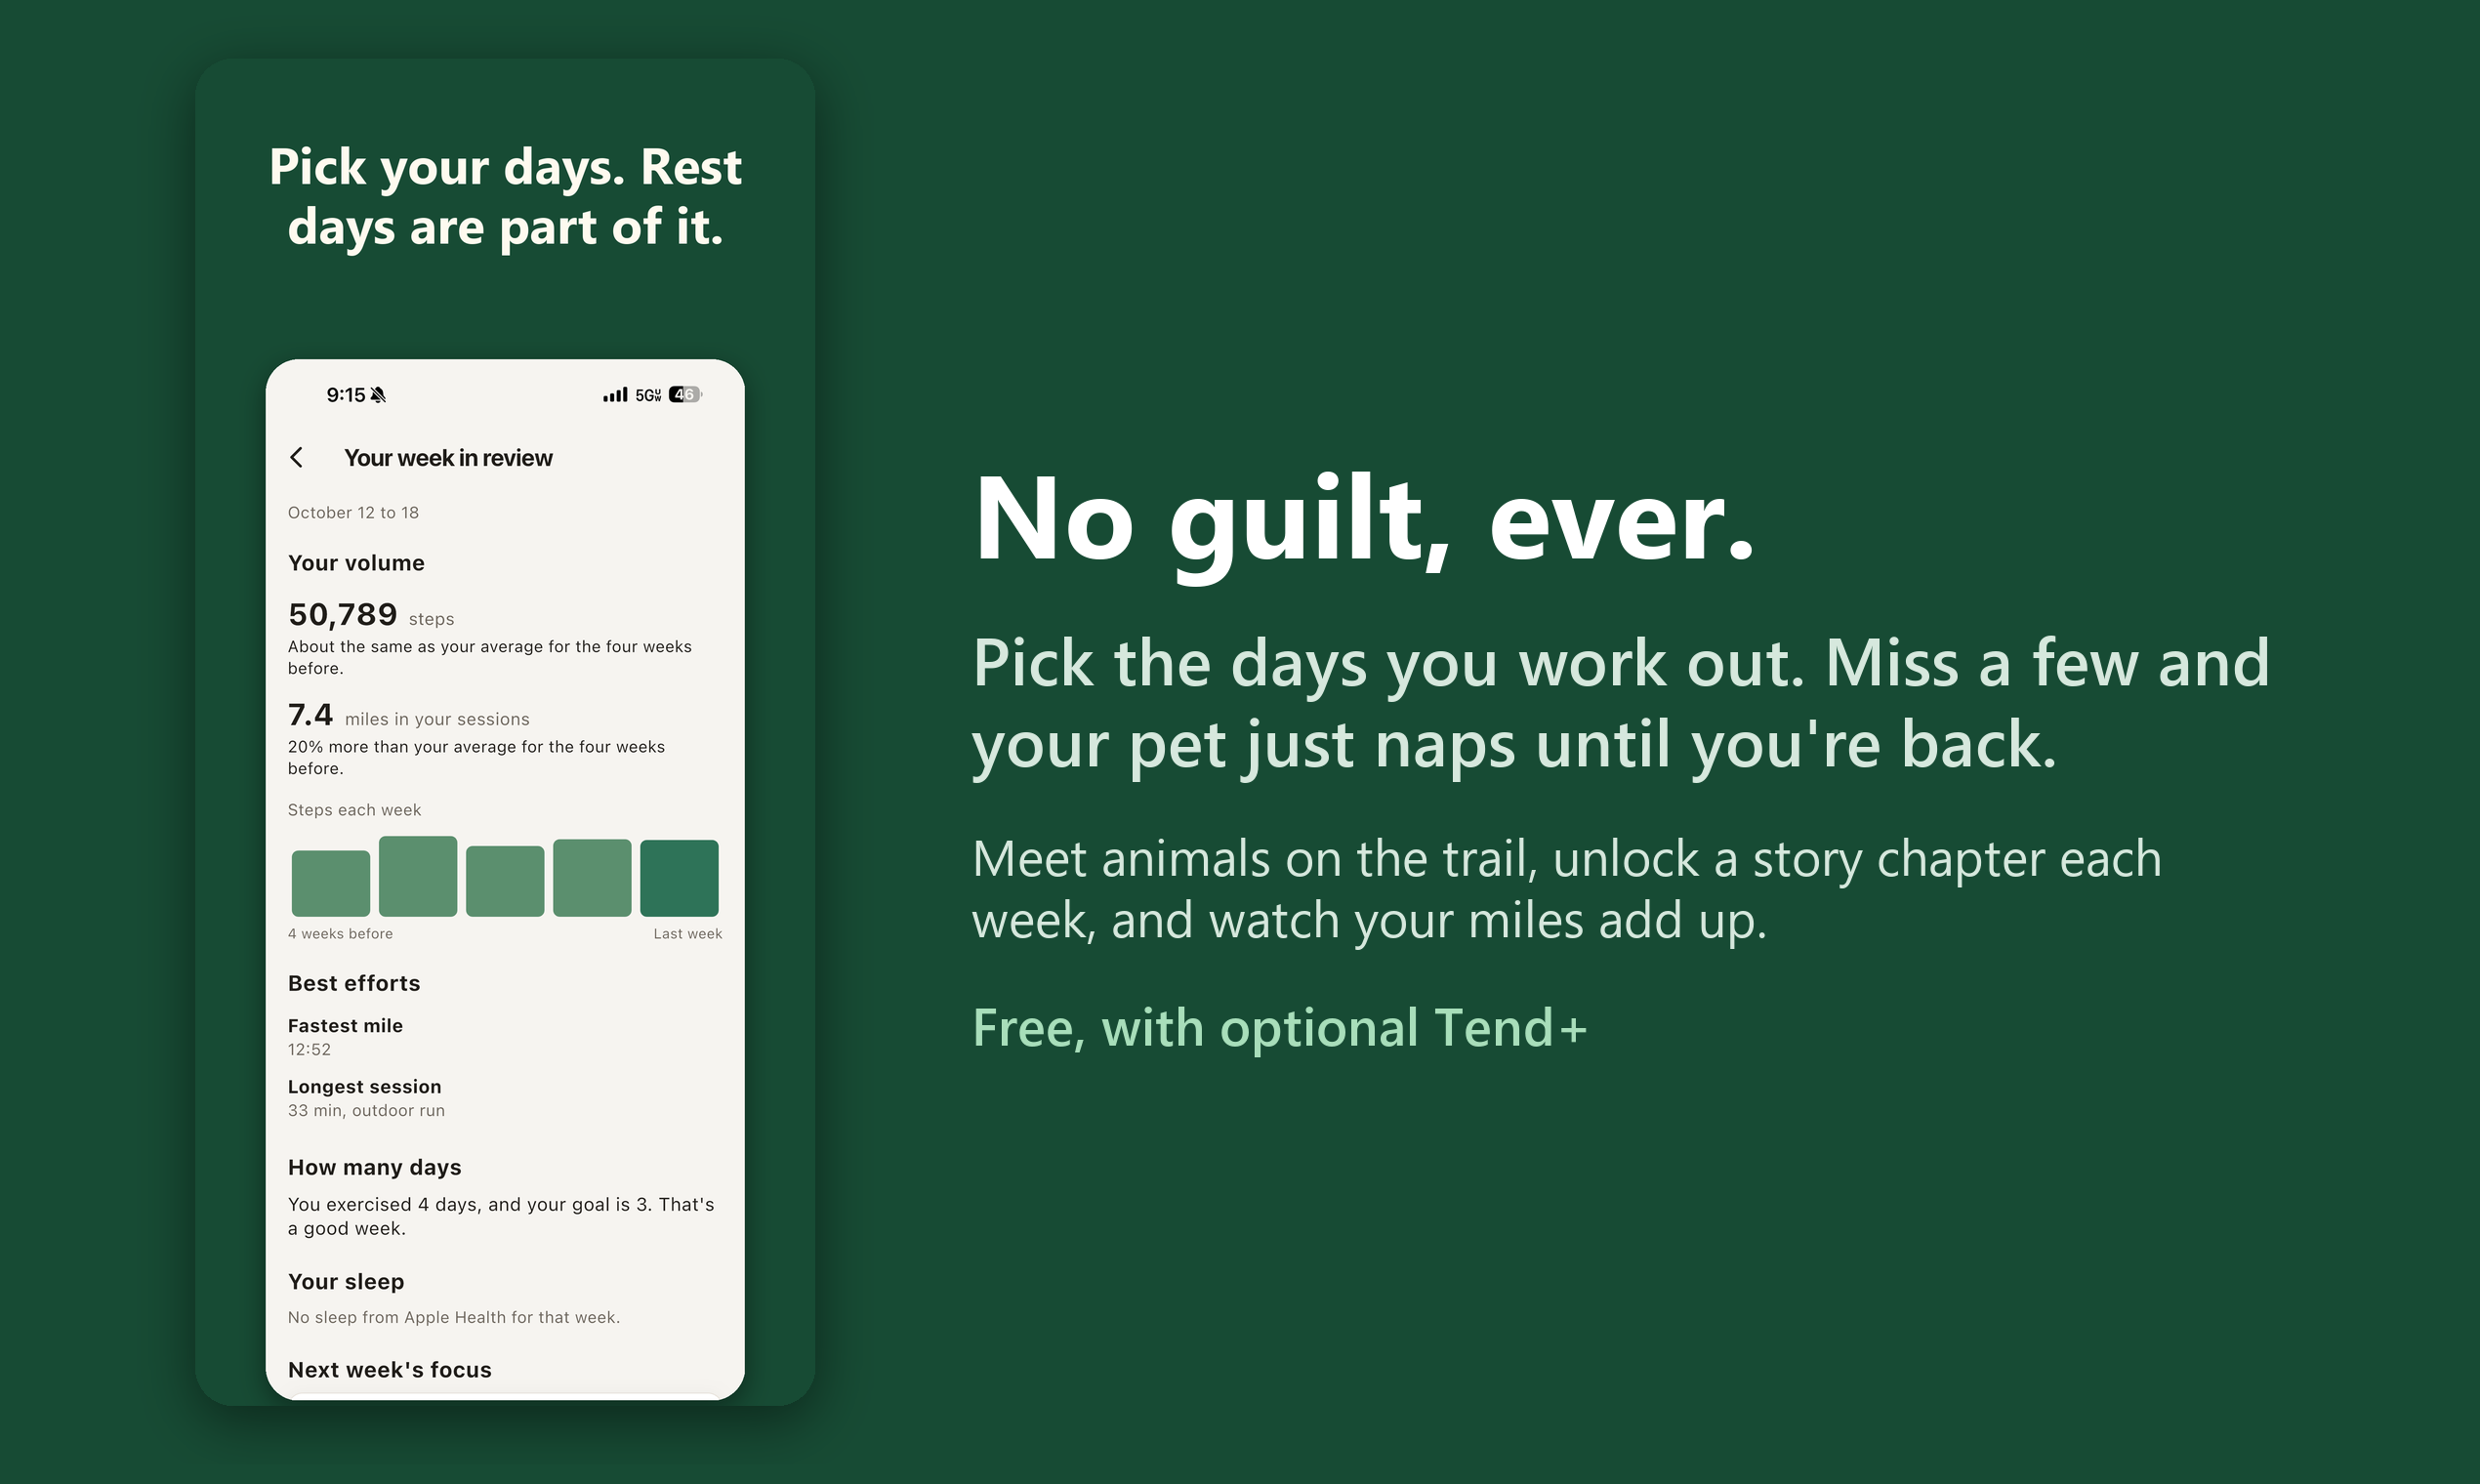 Pick your days. Rest
days are part of it.
9:15
5G UW
46
Your week in review
October 12 to 18
Your volume
50,789 steps
About the same as your average for the four weeks
before.
7.4 miles in your sessions
20% more than your average for the four weeks
before.
Steps each week
4 weeks before
Last week
Best efforts
Fastest mile
12:52
Longest session
33 min, outdoor run
How many days
You exercised 4 days, and your goal is 3. That's
a good week.
Your sleep
No sleep from Apple Health for that week.
Next week's focus
No guilt, ever.
Pick the days you work out. Miss a few and
your pet just naps until you're back.
Meet animals on the trail, unlock a story chapter each
week, and watch your miles add up.
Free, with optional Tend+